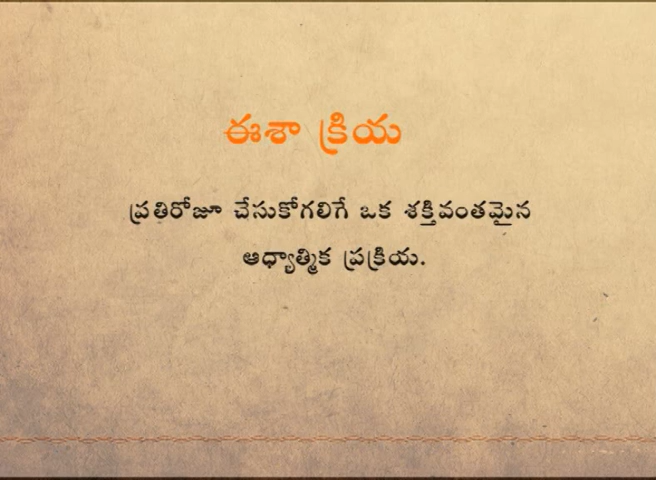 ఈశా క్రియ
ప్రతిరోజూ చేసుకోగలిగే ఒక శక్తివంతమైన
ఆధ్యాత్మిక ప్రక్రియ.